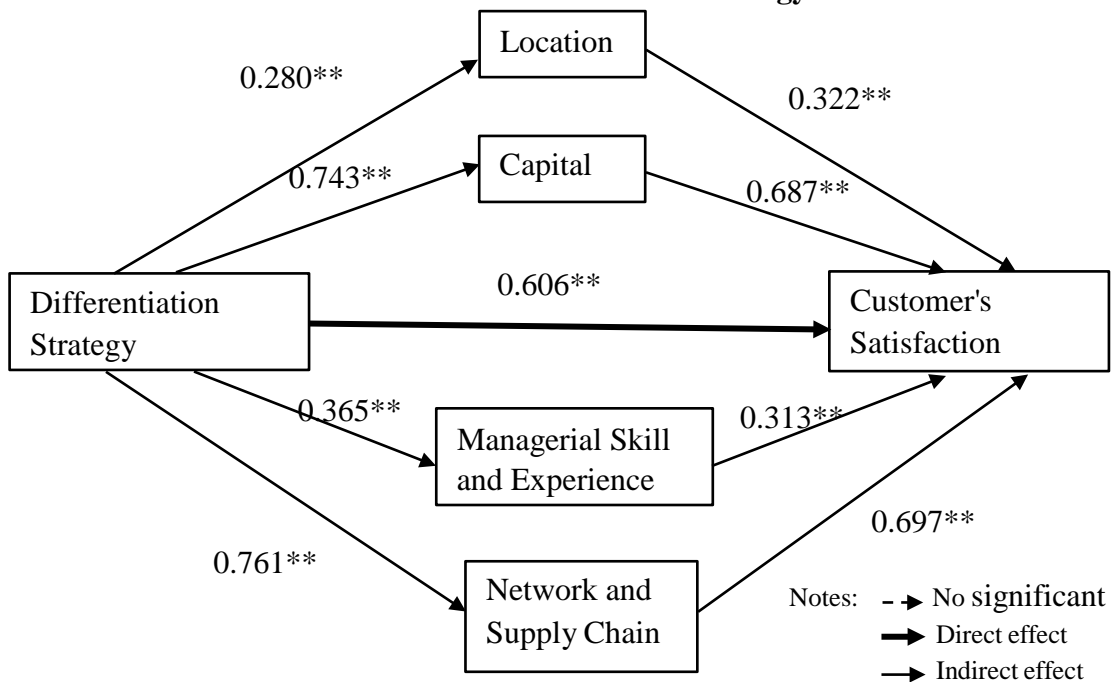 Location
0.280**
0.322**
Capital
0.743**
0.687**
0.606**
Differentiation
Strategy
Customer's
Satisfaction
0.365**
0.313**
Managerial Skill
and Experience
0.697**
0.761**
Network and
Supply Chain
Notes:
No significant
Direct effect
Indirect effect